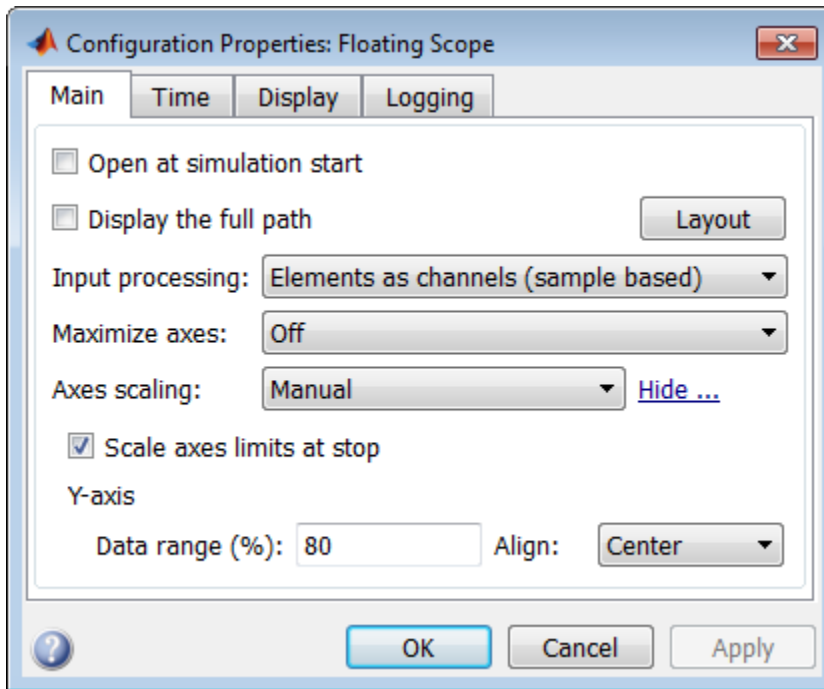 Configuration Properties: Floating Scope
Main Time Display Logging
Open at simulation start
Display the full path Layout
Input processing: Elements as channels (sample based)
Maximize axes: Off
Axes scaling: Manual Hide ...
Scale axes limits at stop
Y-axis
Data range (%): 80 Align: Center
? OK Cancel Apply